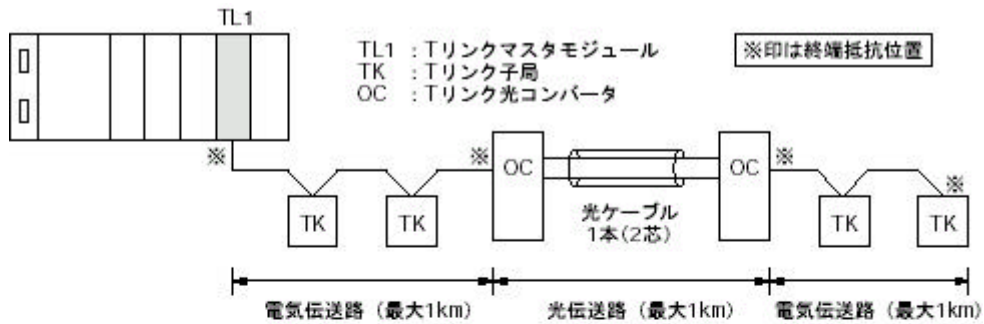 TL1
TL1 : Tリンクマスタモジュール
TK : Tリンク子局
OC : Tリンク光コンバータ
※印は終端抵抗位置
※
※
OC
OC
※
※
TK
TK
光ケーブル
1本(2芯)
TK
TK
電気伝送路 (最大1km)
光伝送路 (最大1km)
電気伝送路 (最大1km)